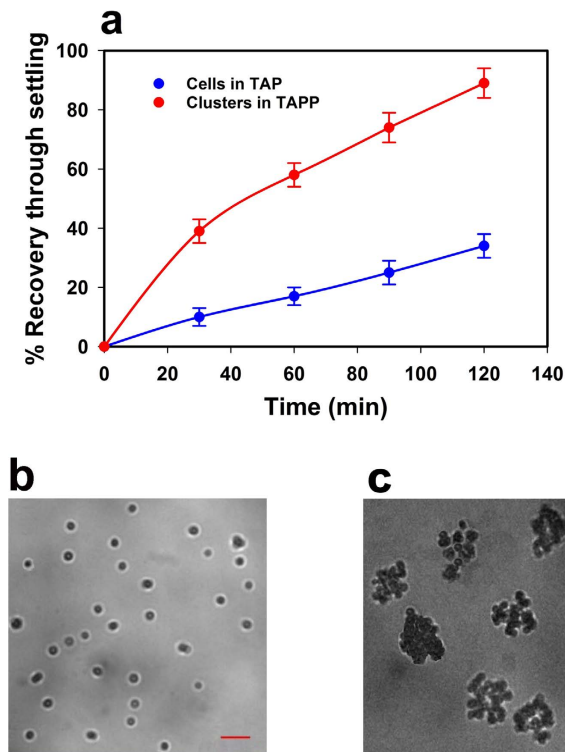 a
% Recovery through settling
100
80
60
40
20
0
Cells in TAP
Clusters in TAPP
0 20 40 60 80 100 120 140
Time (min)
b
c